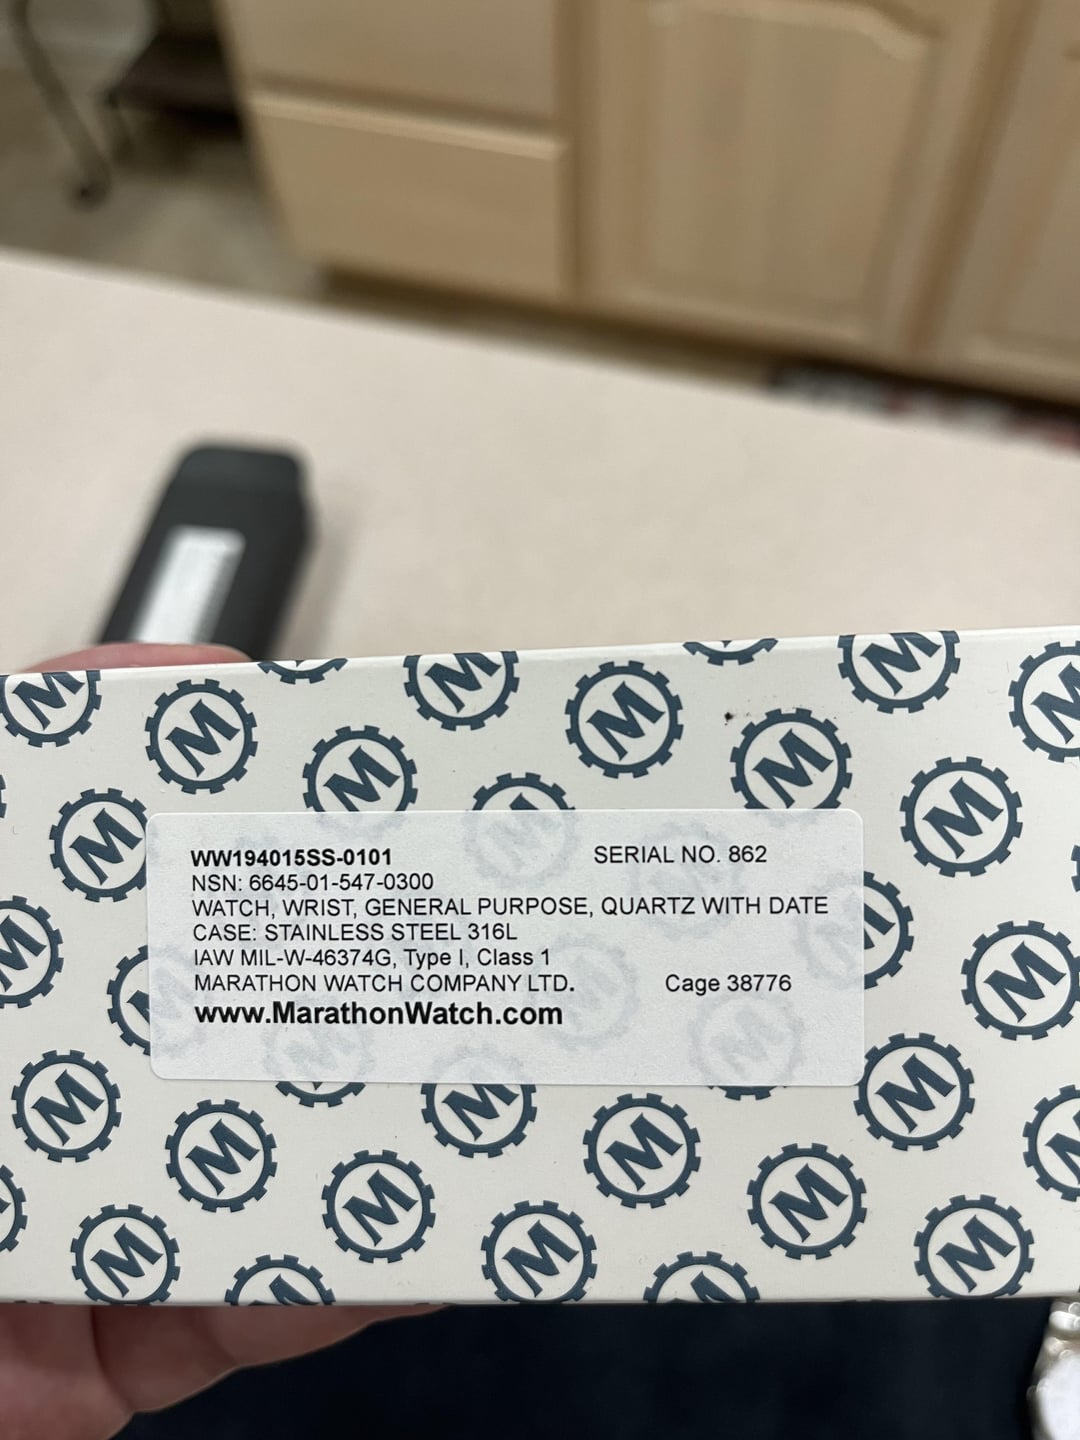 WW194015SS-0101 SERIAL NO. 862
NSN: 6645-01-547-0300
WATCH, WRIST, GENERAL PURPOSE, QUARTZ WITH DATE
CASE: STAINLESS STEEL 316L
IAW MIL-W-46374G, Type I, Class 1
MARATHON WATCH COMPANY LTD. Cage 38776
www.MarathonWatch.com